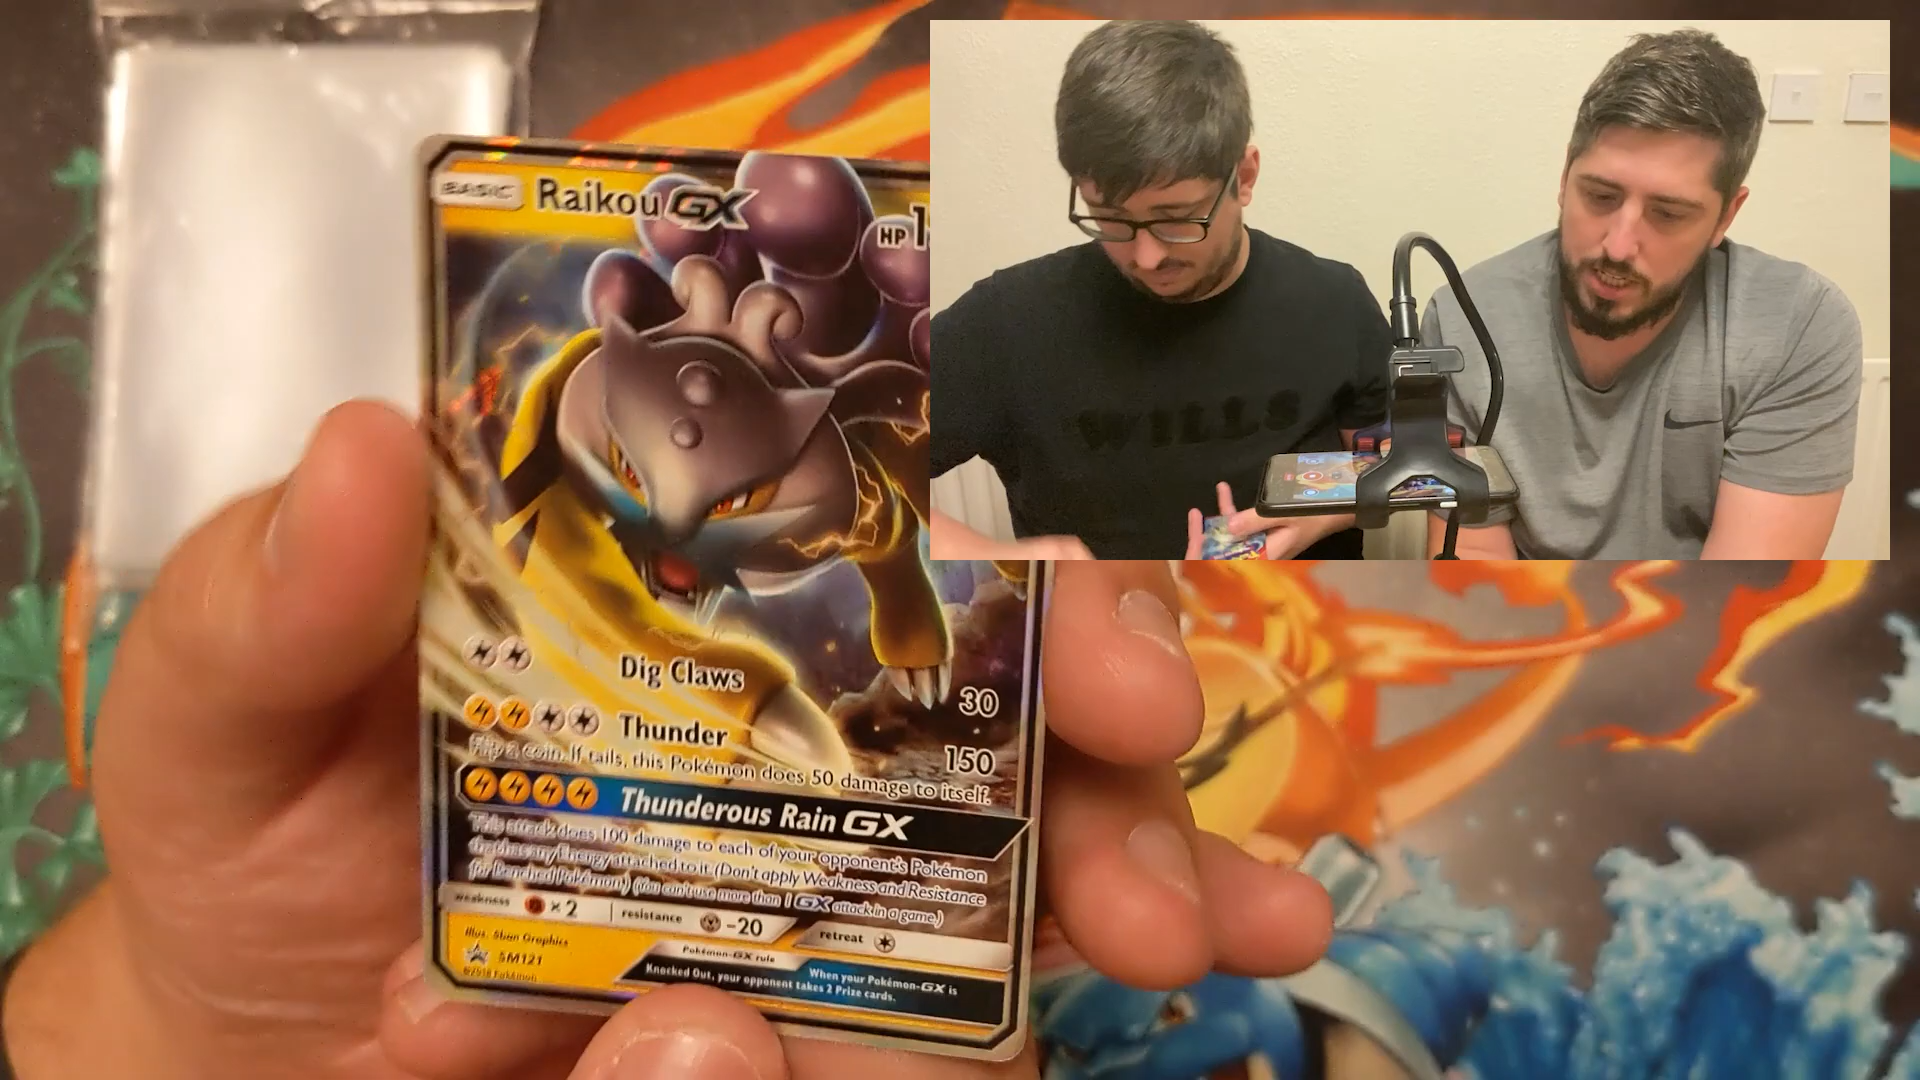 BASIC Raikou GX HP 1
WILLS
Dig Claws 30
Thunder 150
Flip a coin. If tails, this Pokémon does 50 damage to itself.
Thunderous Rain GX
This attack does 100 damage to each of your opponent's Pokémon
that has any Energy attached to it. (Don't apply Weakness and Resistance
for Benched Pokémon.) (You can't use more than 1 GX attack in a game.)
weakness ×2 resistance -20 retreat
Illus. 5ban Graphics
SM121
©2018 Pokémon
Pokémon-GX rule
When your Pokémon-GX is
Knocked Out, your opponent takes 2 Prize cards.